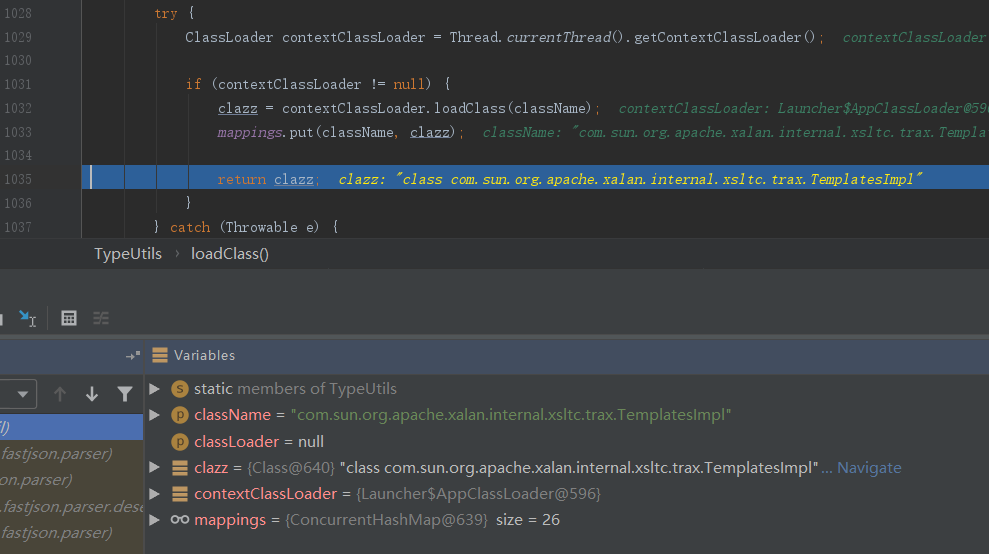 1028 try {
1029 ClassLoader contextClassLoader = Thread.currentThread().getContextClassLoader(); contextClassLoader
1030
1031 if (contextClassLoader != null) {
1032 clazz = contextClassLoader.loadClass(className); contextClassLoader: Launcher$AppClassLoader@596
1033 mappings.put(className, clazz); className: "com.sun.org.apache.xalan.internal.xsltc.trax.Templa
1034
1035 return clazz; clazz: "class com.sun.org.apache.xalan.internal.xsltc.trax.TemplatesImpl"
1036 }
1037 } catch (Throwable e) {
TypeUtils › loadClass()
Variables
static members of TypeUtils
className = "com.sun.org.apache.xalan.internal.xsltc.trax.TemplatesImpl"
classLoader = null
clazz = {Class@640} "class com.sun.org.apache.xalan.internal.xsltc.trax.TemplatesImpl"... Navigate
contextClassLoader = {Launcher$AppClassLoader@596}
mappings = {ConcurrentHashMap@639} size = 26
fastjson.parser)
on.parser)
.fastjson.parser.dese
fastjson.parser)